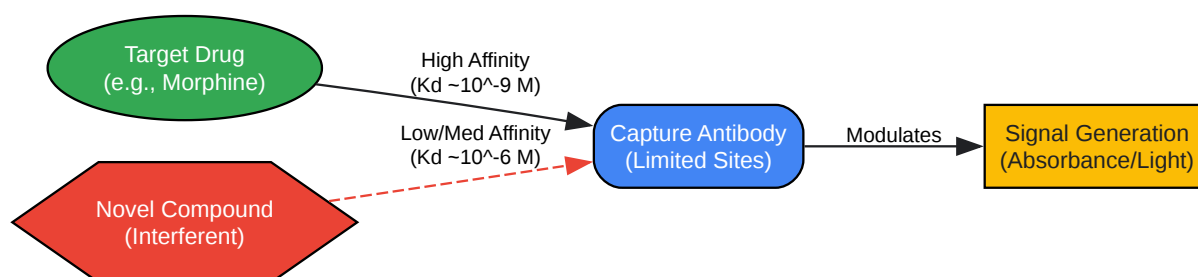 Target Drug
(e.g., Morphine)
High Affinity
(Kd ~10^-9 M)
Low/Med Affinity
(Kd ~10^-6 M)
Novel Compound
(Interferent)
Capture Antibody
(Limited Sites)
Modulates
Signal Generation
(Absorbance/Light)